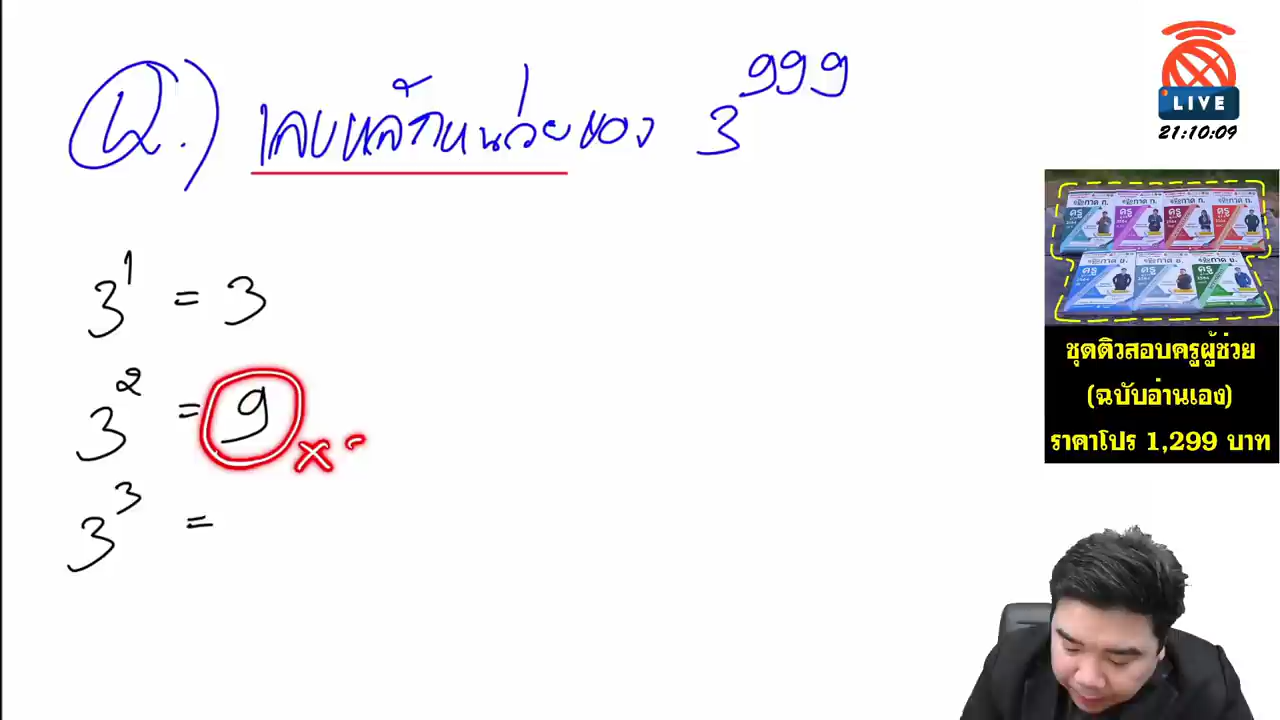 Q.) เลขหลักหน่วยของ 3^999
3^1 = 3
3^2 = 9 ×
3^3 =
LIVE
21:10:09
ชุดติวสอบครูผู้ช่วย
(ฉบับอ่านเอง)
ราคาโปร 1,299 บาท